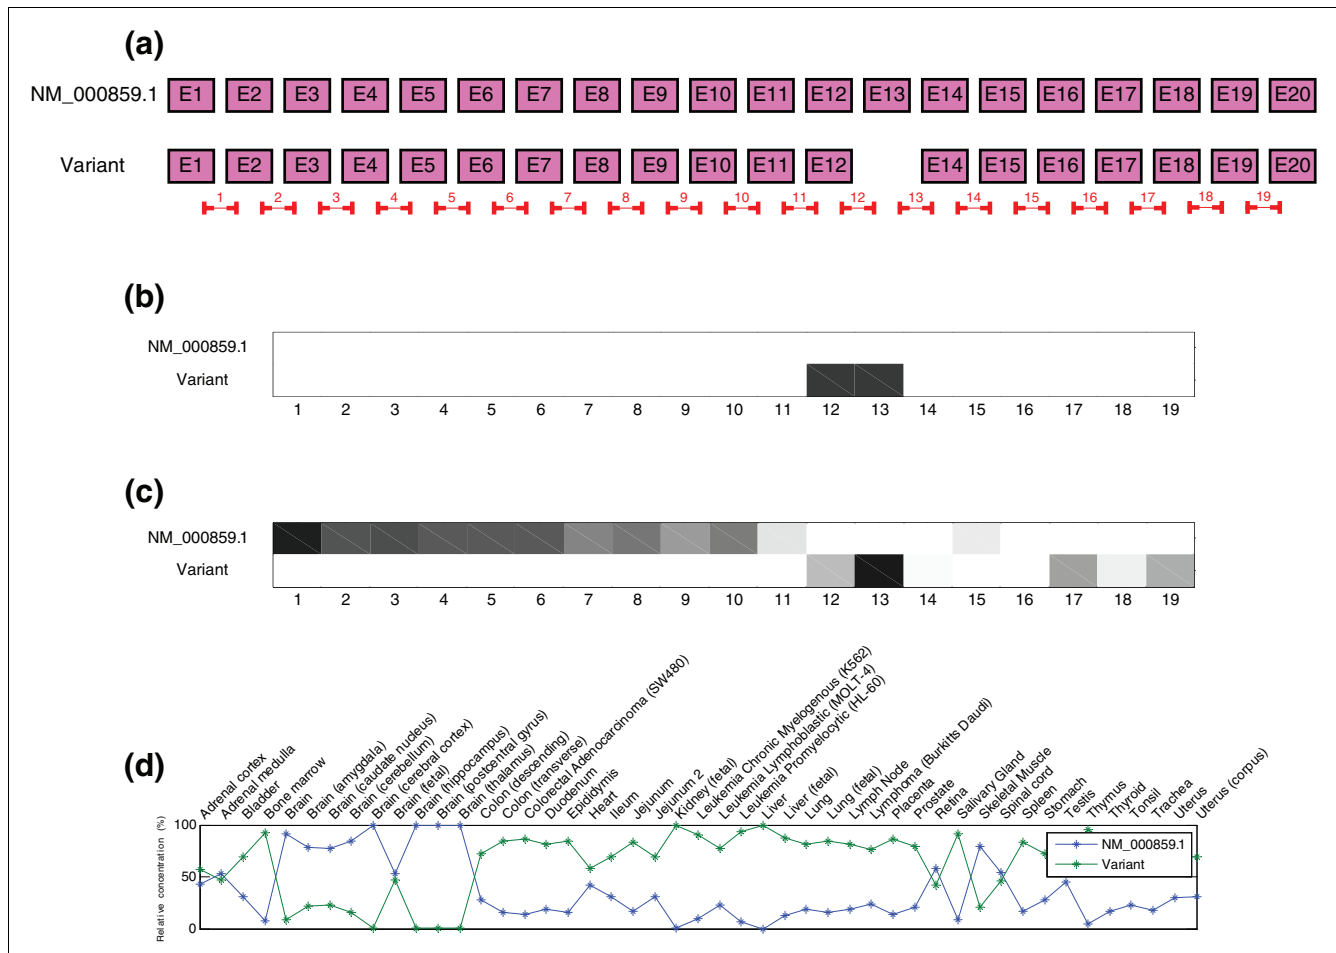 (a)
NM_000859.1 E1 E2 E3 E4 E5 E6 E7 E8 E9 E10 E11 E12 E13 E14 E15 E16 E17 E18 E19 E20
Variant E1 E2 E3 E4 E5 E6 E7 E8 E9 E10 E11 E12 E14 E15 E16 E17 E18 E19 E20
1 2 3 4 5 6 7 8 9 10 11 12 13 14 15 16 17 18 19
(b)
NM_000859.1
Variant
1 2 3 4 5 6 7 8 9 10 11 12 13 14 15 16 17 18 19
(c)
NM_000859.1
Variant
1 2 3 4 5 6 7 8 9 10 11 12 13 14 15 16 17 18 19
(d)
Adrenal cortex
Adrenal medulla
Bladder
Bone marrow
Brain
Brain (amygdala)
Brain (caudate nucleus)
Brain (cerebellum)
Brain (cerebral cortex)
Brain (fetal)
Brain (hippocampus)
Brain (postcentral gyrus)
Brain (thalamus)
Colon (descending)
Colon (transverse)
Colorectal Adenocarcinoma (SW480)
Duodenum
Epididymis
Heart
Ileum
Jejunum
Jejunum 2
Kidney (fetal)
Leukemia Chronic Myelogenous (K562)
Leukemia Lymphoblastic (MOLT-4)
Leukemia Promyelocytic (HL-60)
Liver
Liver (fetal)
Lung
Lung (fetal)
Lymph Node
Lymphoma (Burkitts Daudi)
Placenta
Prostate
Retina
Salivary Gland
Skeletal Muscle
Spinal cord
Spleen
Stomach
Testis
Thymus
Thyroid
Tonsil
Trachea
Uterus
Uterus (corpus)
Relative concentration (%)
100
50
0
NM_000859.1
Variant